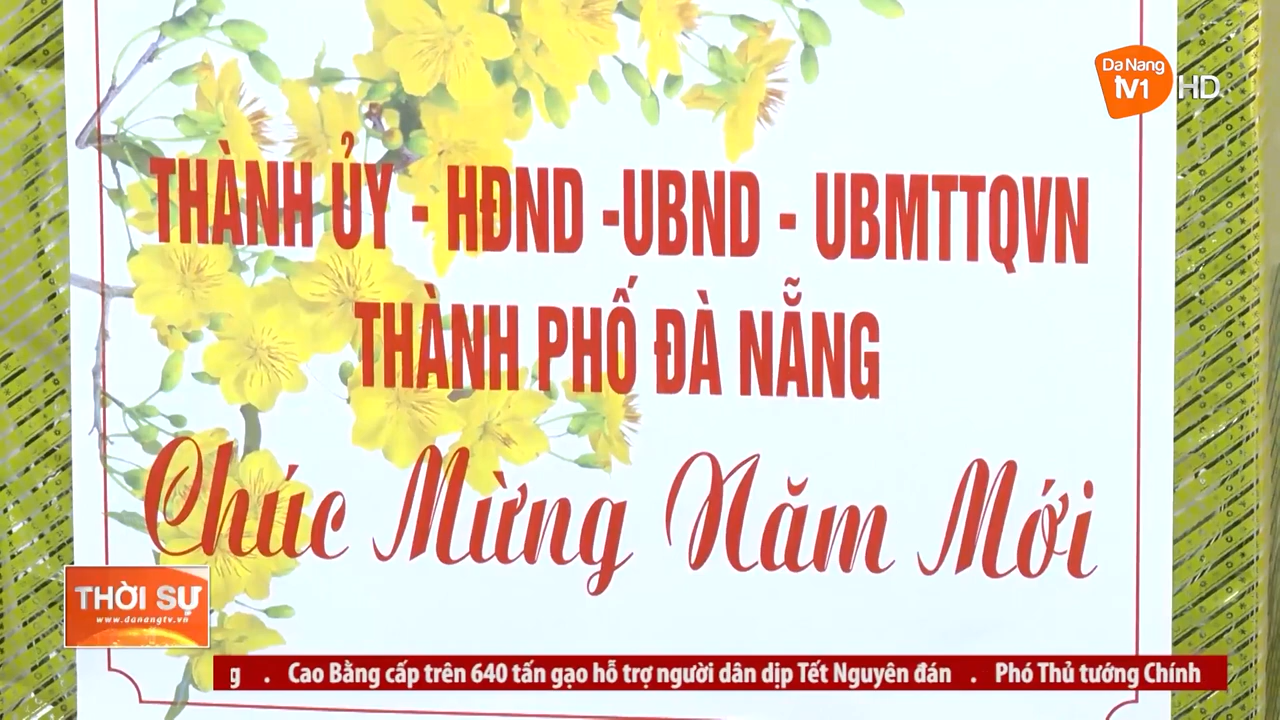 Da Nang
tv1 HD
THÀNH ỦY - HĐND -UBND - UBMTTQVN
THÀNH PHỐ ĐÀ NẴNG
Chúc Mừng Năm Mới
THỜI SỰ
www.danangtv.vn
g . Cao Bằng cấp trên 640 tấn gạo hỗ trợ người dân dịp Tết Nguyên đán . Phó Thủ tướng Chính